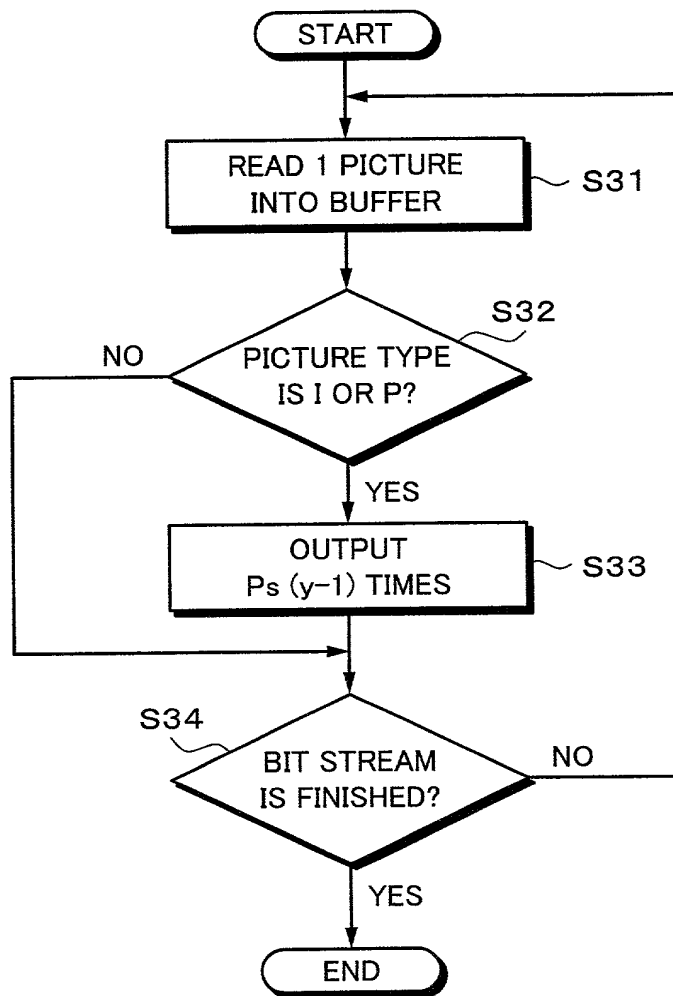 START
READ 1 PICTURE
INTO BUFFER
S31
S32
NO
PICTURE TYPE
IS I OR P?
YES
OUTPUT
Ps (y-1) TIMES
S33
S34
BIT STREAM
IS FINISHED?
NO
YES
END